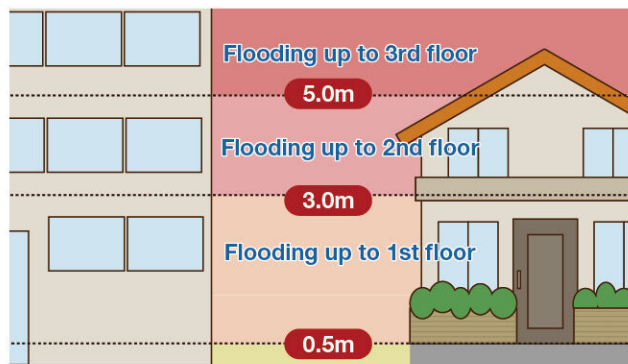 Flooding up to 3rd floor
5.0m
Flooding up to 2nd floor
3.0m
Flooding up to 1st floor
0.5m